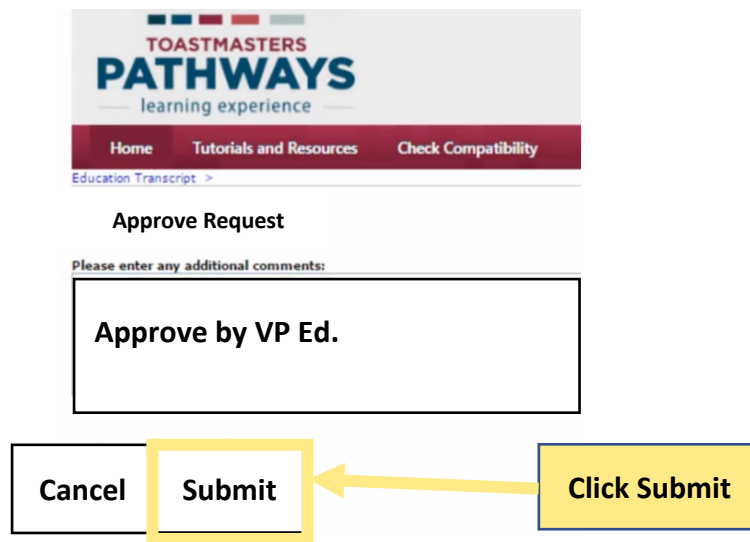 TOASTMASTERS
PATHWAYS
learning experience
Home Tutorials and Resources Check Compatibility
Education Transcript >
Approve Request
Please enter any additional comments:
Approve by VP Ed.
Cancel Submit Click Submit